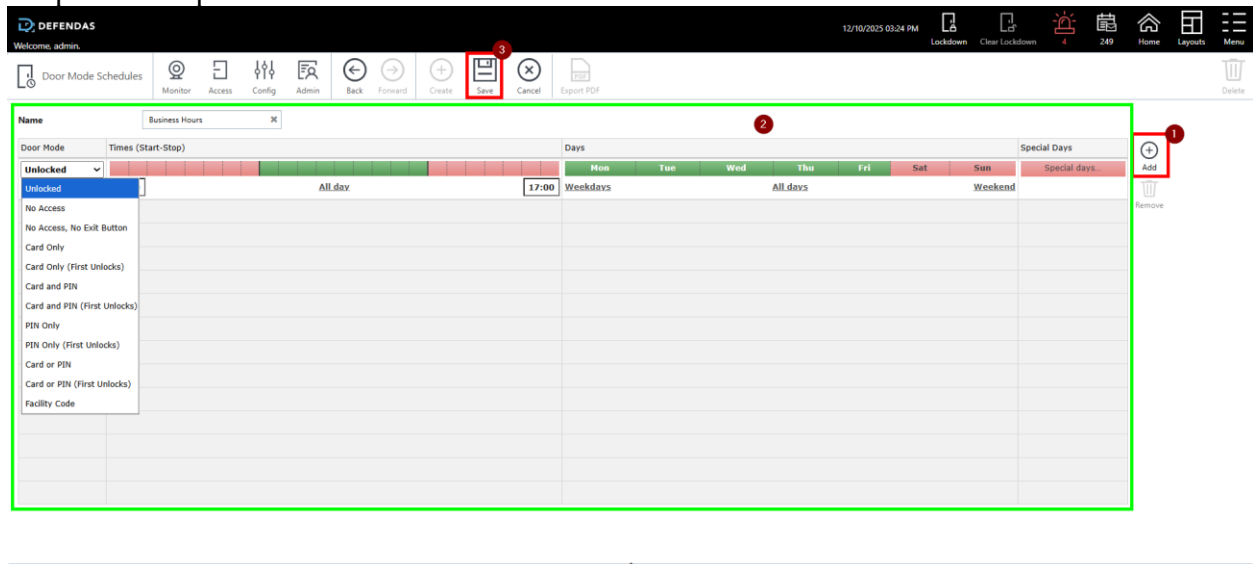 DEFENDAS
Welcome, admin.
12/10/2025 03:24 PM
Lockdown
Clear Lockdown
4
249
Home
Layouts
Menu
3
Door Mode Schedules
Monitor
Access
Config
Admin
Back
Forward
Create
Save
Cancel
PDF
Export PDF
Delete
Name
Business Hours
2
1
Door Mode
Times (Start-Stop)
Days
Special Days
Add
Unlocked
Mon Tue Wed Thu Fri Sat Sun
Special days...
All day
17:00
Weekdays
All days
Weekend
Remove
Unlocked
No Access
No Access, No Exit Button
Card Only
Card Only (First Unlocks)
Card and PIN
Card and PIN (First Unlocks)
PIN Only
PIN Only (First Unlocks)
Card or PIN
Card or PIN (First Unlocks)
Facility Code